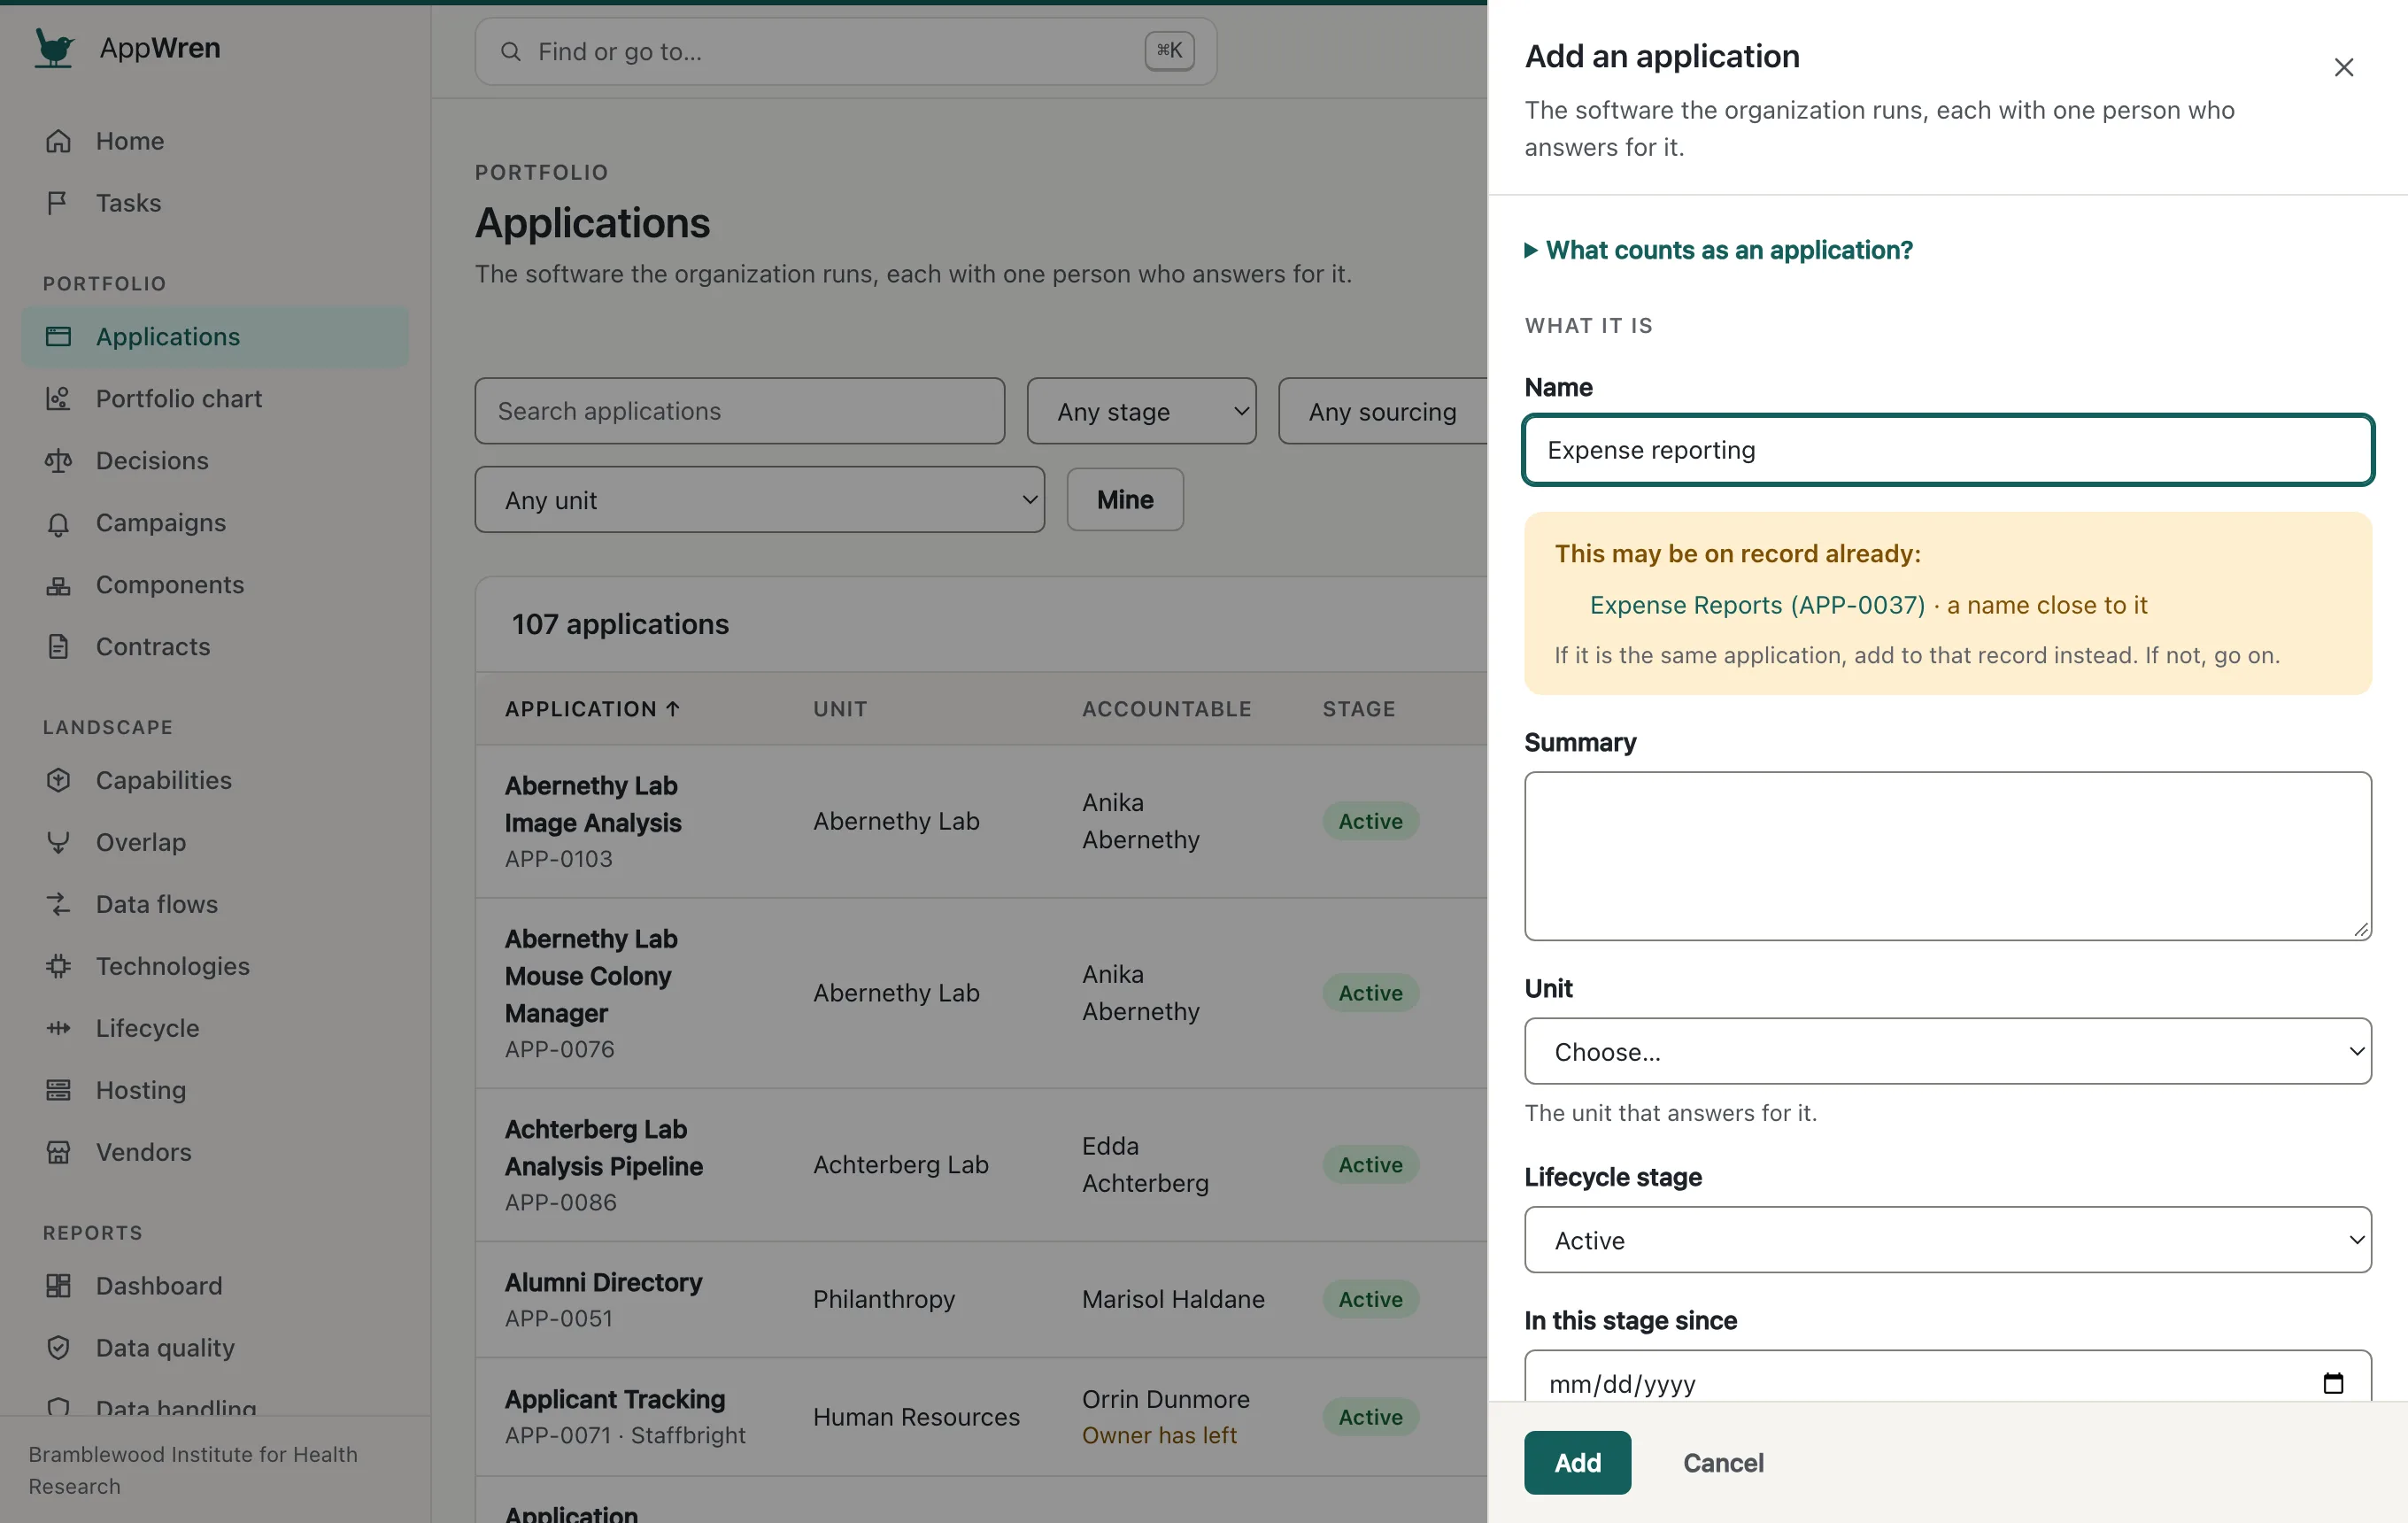 AppWren
Home
Tasks
PORTFOLIO
Applications
Portfolio chart
Decisions
Campaigns
Components
Contracts
LANDSCAPE
Capabilities
Overlap
Data flows
Technologies
Lifecycle
Hosting
Vendors
REPORTS
Dashboard
Data quality
Data handling
Bramblewood Institute for Health
Research
Find or go to...
⌘K
PORTFOLIO
Applications
The software the organization runs, each with one person who answers for it.
Search applications
Any stage
Any sourcing
Any unit
Mine
107 applications
APPLICATION ↑ UNIT ACCOUNTABLE STAGE
Abernethy Lab
Image Analysis
APP-0103
Abernethy Lab
Anika
Abernethy
Active
Abernethy Lab
Mouse Colony
Manager
APP-0076
Abernethy Lab
Anika
Abernethy
Active
Achterberg Lab
Analysis Pipeline
APP-0086
Achterberg Lab
Edda
Achterberg
Active
Alumni Directory
APP-0051
Philanthropy
Marisol Haldane
Active
Applicant Tracking
APP-0071 · Staffbright
Human Resources
Orrin Dunmore
Owner has left
Active
Application
Add an application
The software the organization runs, each with one person who
answers for it.
What counts as an application?
WHAT IT IS
Name
Expense reporting
This may be on record already:
Expense Reports (APP-0037) · a name close to it
If it is the same application, add to that record instead. If not, go on.
Summary
Unit
Choose...
The unit that answers for it.
Lifecycle stage
Active
In this stage since
mm/dd/yyyy
Add
Cancel